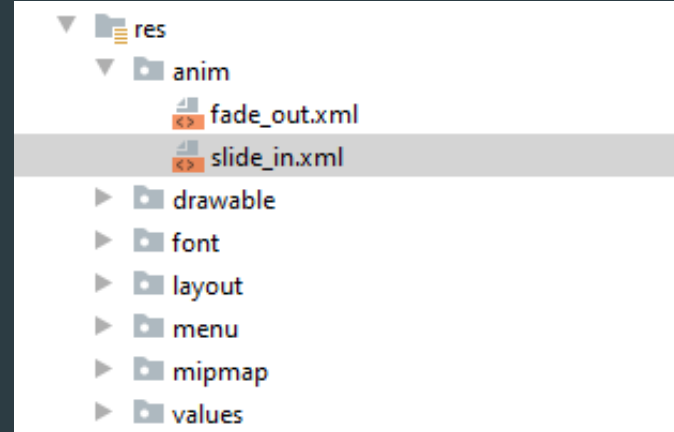 res
anim
fade_out.xml
slide_in.xml
drawable
font
layout
menu
mipmap
values